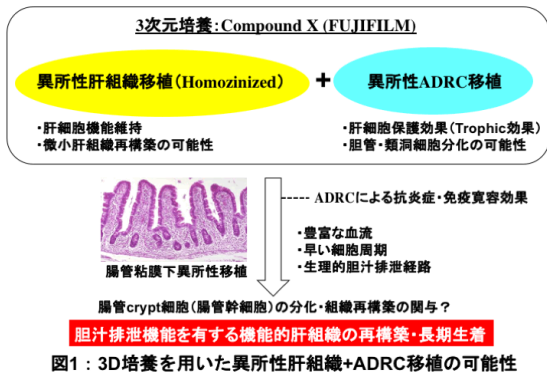 3次元培養:Compound X (FUJIFILM)
異所性肝組織移植(Homozinized)
+
異所性ADRC移植
・肝細胞機能維持
・微小肝組織再構築の可能性
・肝細胞保護効果(Trophic効果)
・胆管・類洞細胞分化の可能性
ADRCによる抗炎症・免疫寛容効果
・豊富な血流
・早い細胞周期
・生理的胆汁排泄経路
腸管粘膜下異所性移植
腸管crypt細胞(腸管幹細胞)の分化・組織再構築の関与?
胆汁排泄機能を有する機能的肝組織の再構築・長期生着
図1:3D培養を用いた異所性肝組織+ADRC移植の可能性